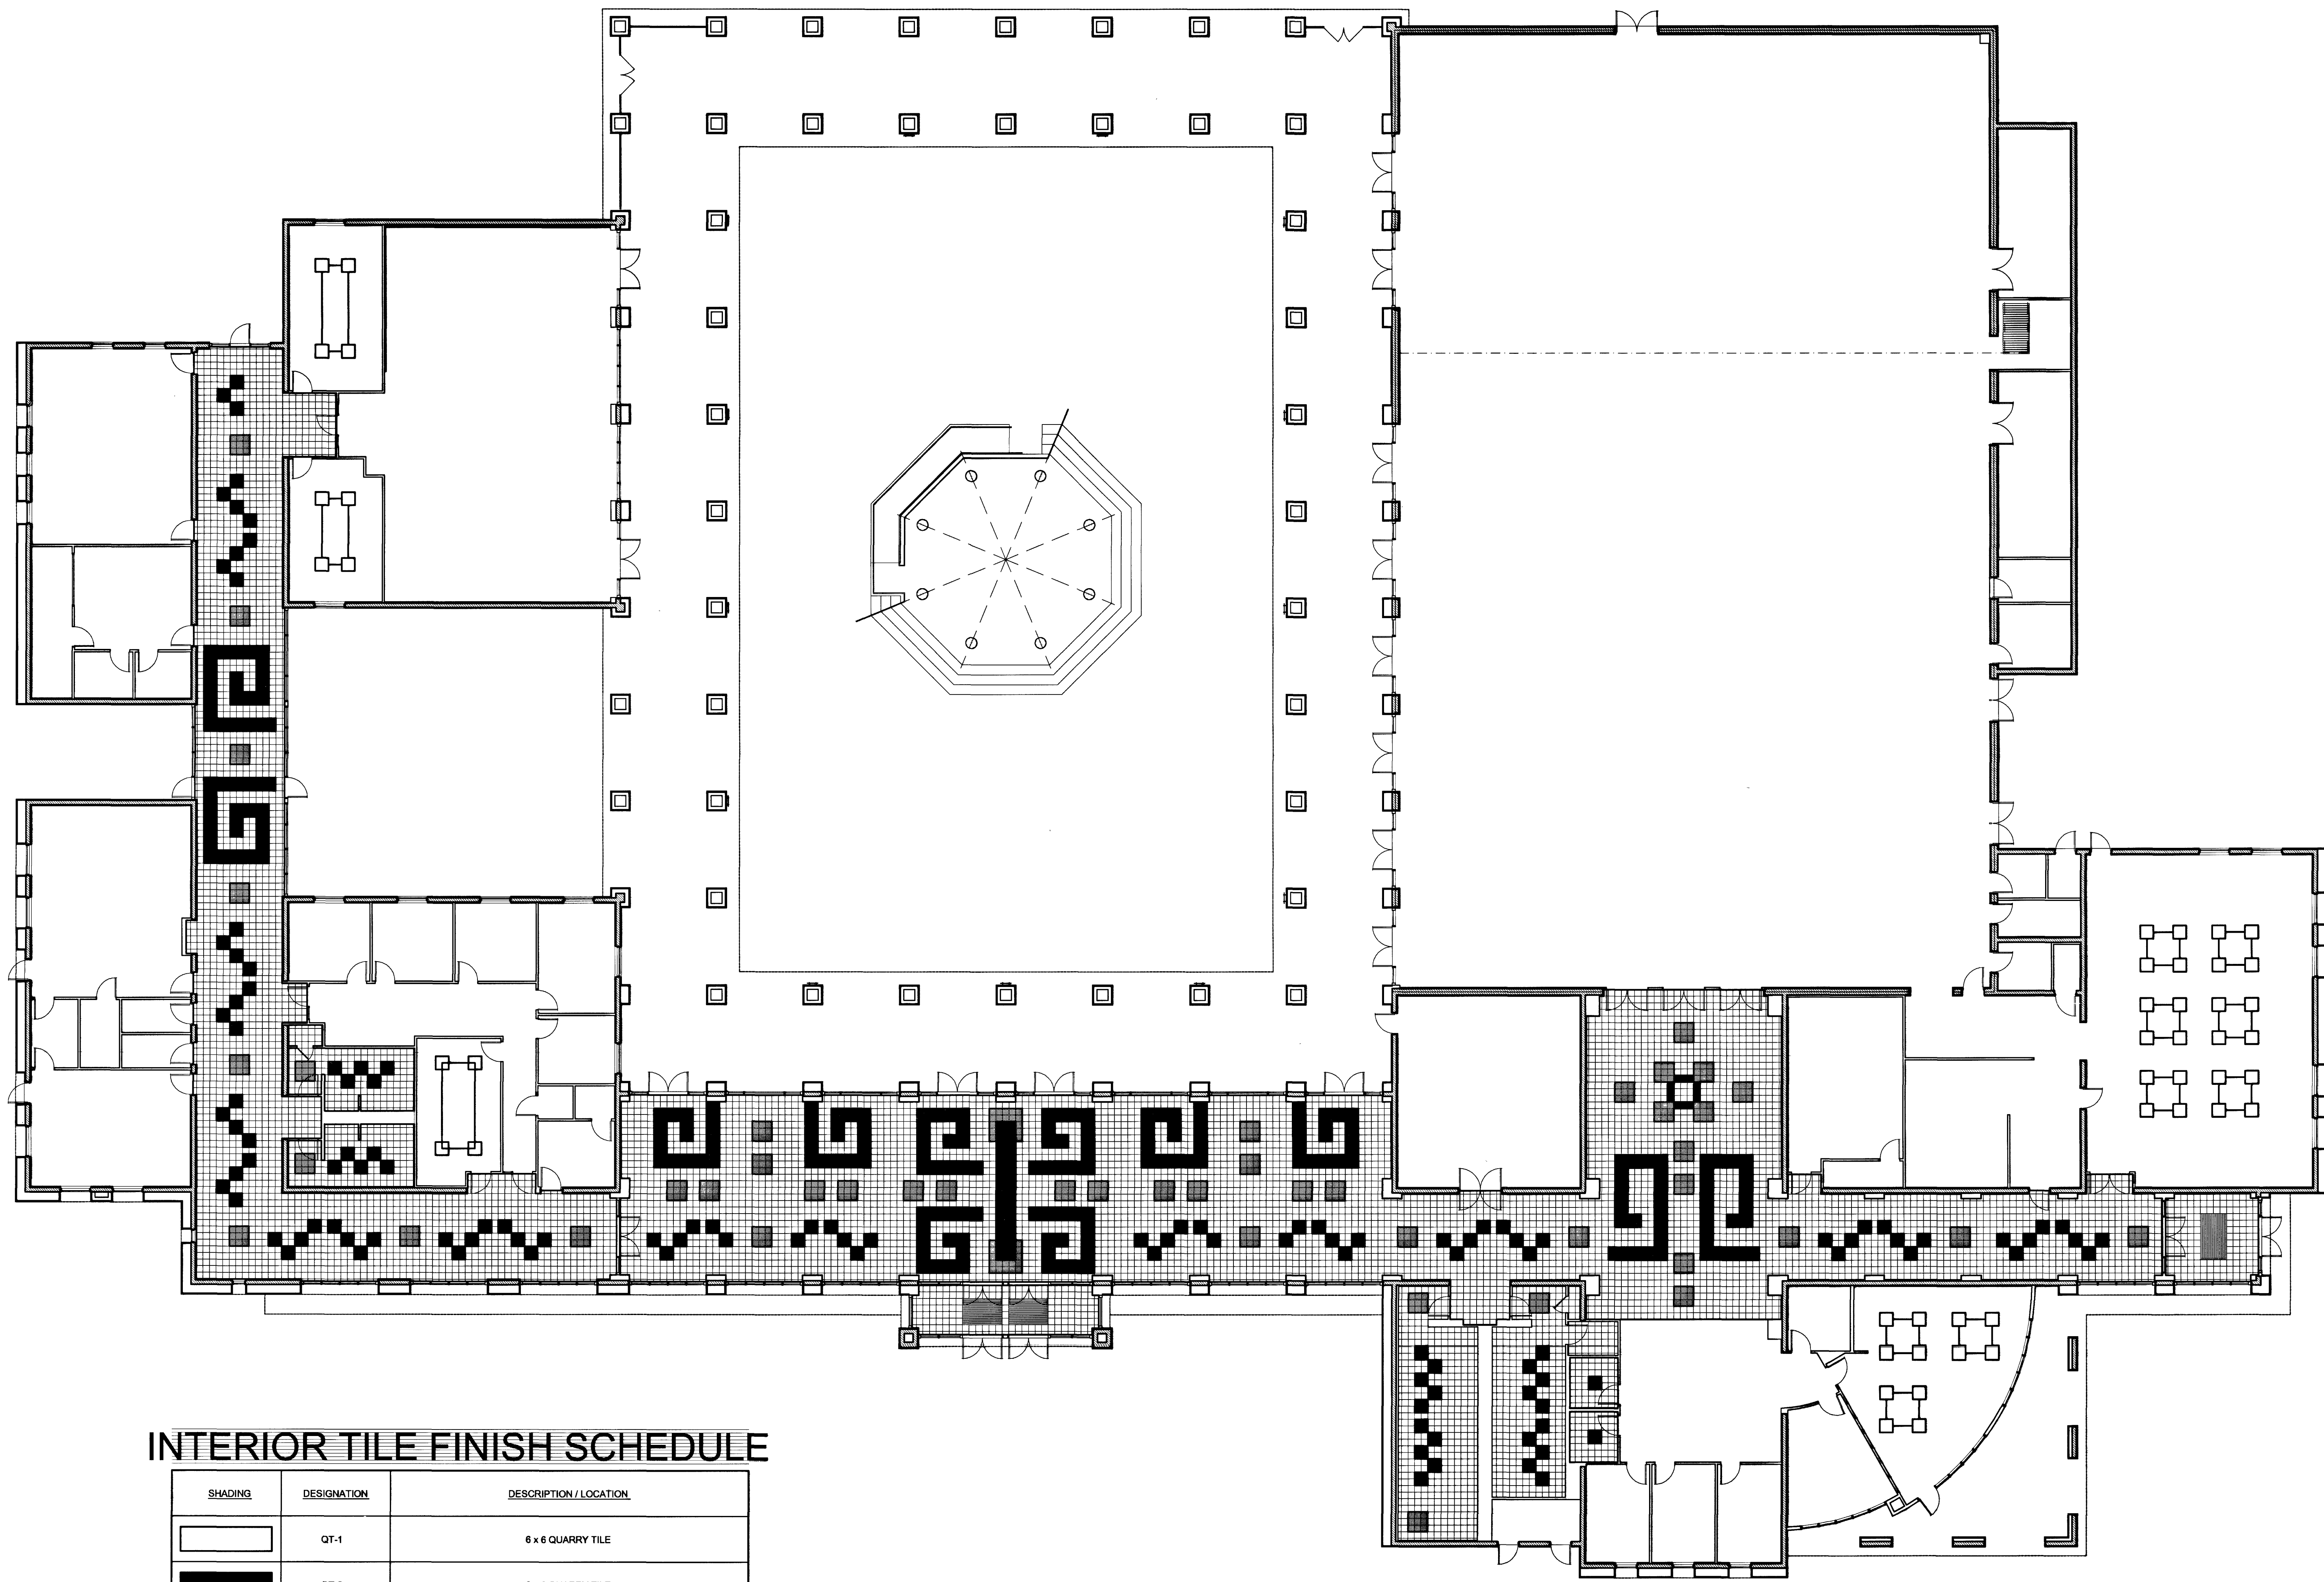 INTERIOR TILE FINISH SCHEDULE
SHADING DESIGNATION DESCRIPTION / LOCATION
QT-1 6 x 6 QUARRY TILE